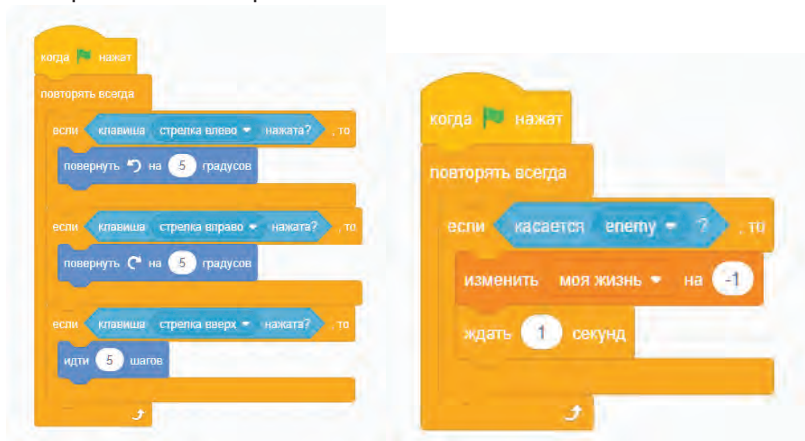 когда нажат
повторять всегда
если клавиша стрелка влево нажата? , то
повернуть на 5 градусов
если клавиша стрелка вправо нажата? , то
повернуть на 5 градусов
если клавиша стрелка вверх нажата? , то
идти 5 шагов
когда нажат
повторять всегда
если касается enemy ? , то
изменить моя жизнь на -1
ждать 1 секунд